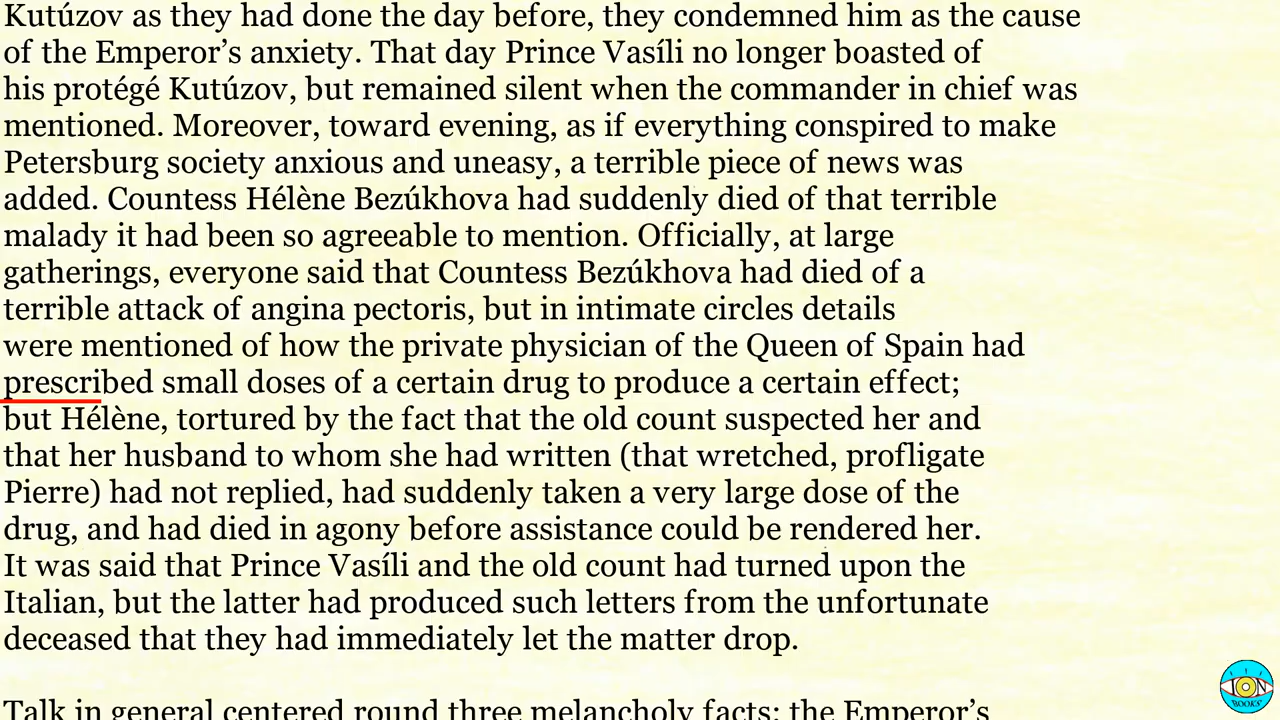 Kutúzov as they had done the day before, they condemned him as the cause
of the Emperor’s anxiety. That day Prince Vasíli no longer boasted of
his protégé Kutúzov, but remained silent when the commander in chief was
mentioned. Moreover, toward evening, as if everything conspired to make
Petersburg society anxious and uneasy, a terrible piece of news was
added. Countess Hélène Bezúkhova had suddenly died of that terrible
malady it had been so agreeable to mention. Officially, at large
gatherings, everyone said that Countess Bezúkhova had died of a
terrible attack of angina pectoris, but in intimate circles details
were mentioned of how the private physician of the Queen of Spain had
prescribed small doses of a certain drug to produce a certain effect;
but Hélène, tortured by the fact that the old count suspected her and
that her husband to whom she had written (that wretched, profligate
Pierre) had not replied, had suddenly taken a very large dose of the
drug, and had died in agony before assistance could be rendered her.
It was said that Prince Vasíli and the old count had turned upon the
Italian, but the latter had produced such letters from the unfortunate
deceased that they had immediately let the matter drop.
Talk in general centered round three melancholy facts: the Emperor’s
ION
BOOKS